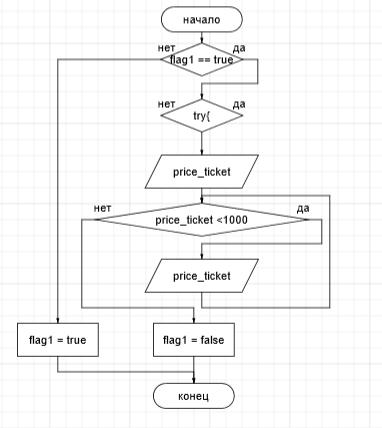 начало
нет
да
flag1 == true
нет
да
try{
price_ticket
нет
да
price_ticket <1000
price_ticket
flag1 = true
flag1 = false
конец